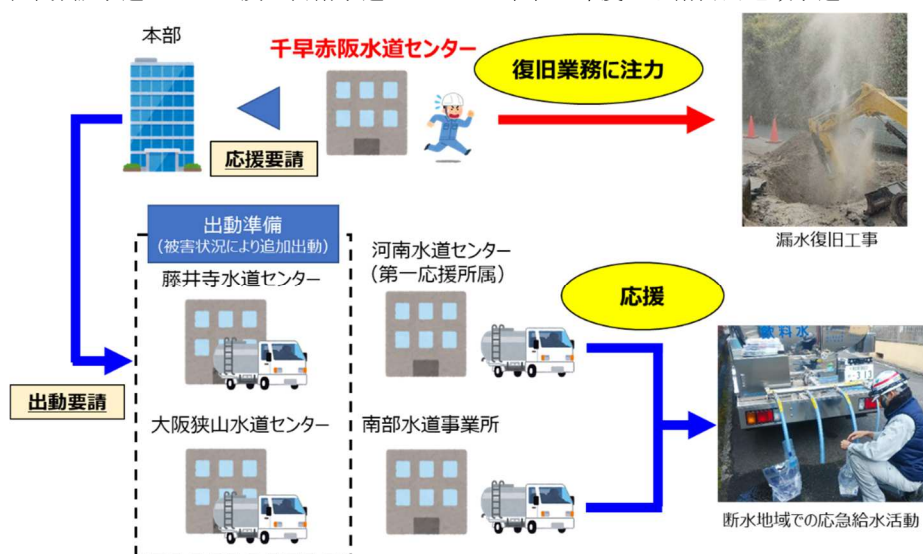 本部
千早赤阪水道センター
復旧業務に注力
応援要請
漏水復旧工事
出動準備
（被害状況により追加出動）
藤井寺水道センター
河南水道センター
（第一応援所属）
応援
出動要請
大阪狭山水道センター
南部水道事業所
飲料水
断水地域での応急給水活動